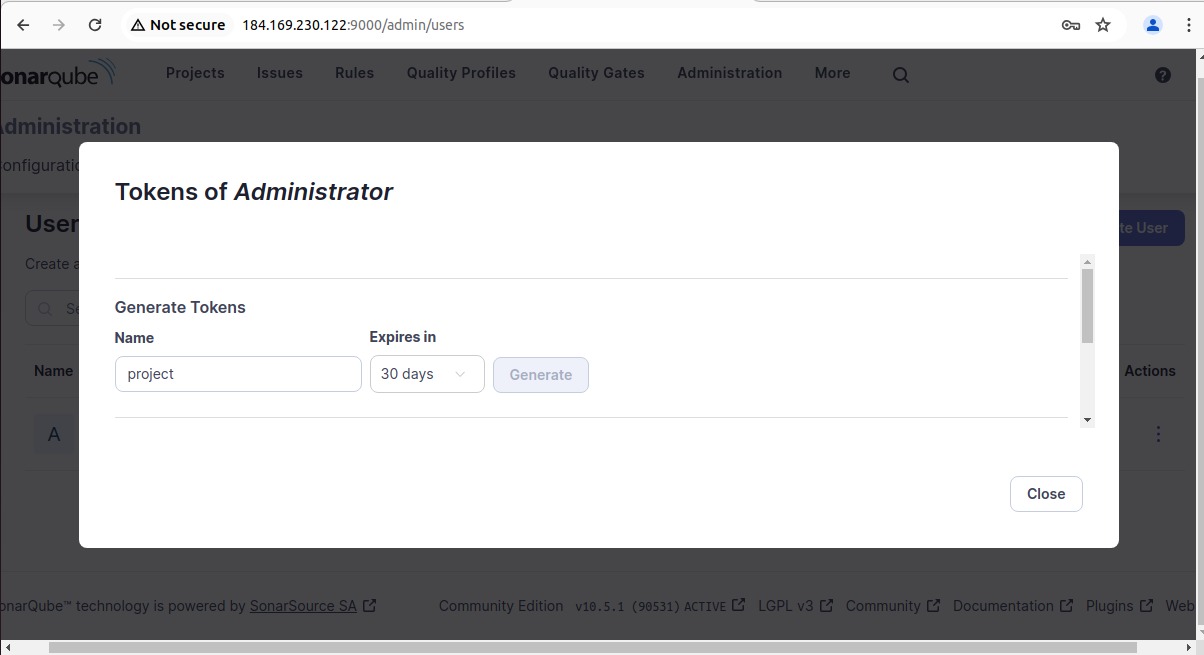 Not secure 184.169.230.122:9000/admin/users
onarqube Projects Issues Rules Quality Profiles Quality Gates Administration More ?
dministration
onfiguratio
Tokens of Administrator
User
te User
Create a
Generate Tokens
Se
Name Expires in
project 30 days Generate
Name Actions
A
Close
onarQube™ technology is powered by SonarSource SA Community Edition v10.5.1 (90531) ACTIVE LGPL v3 Community Documentation Plugins Web